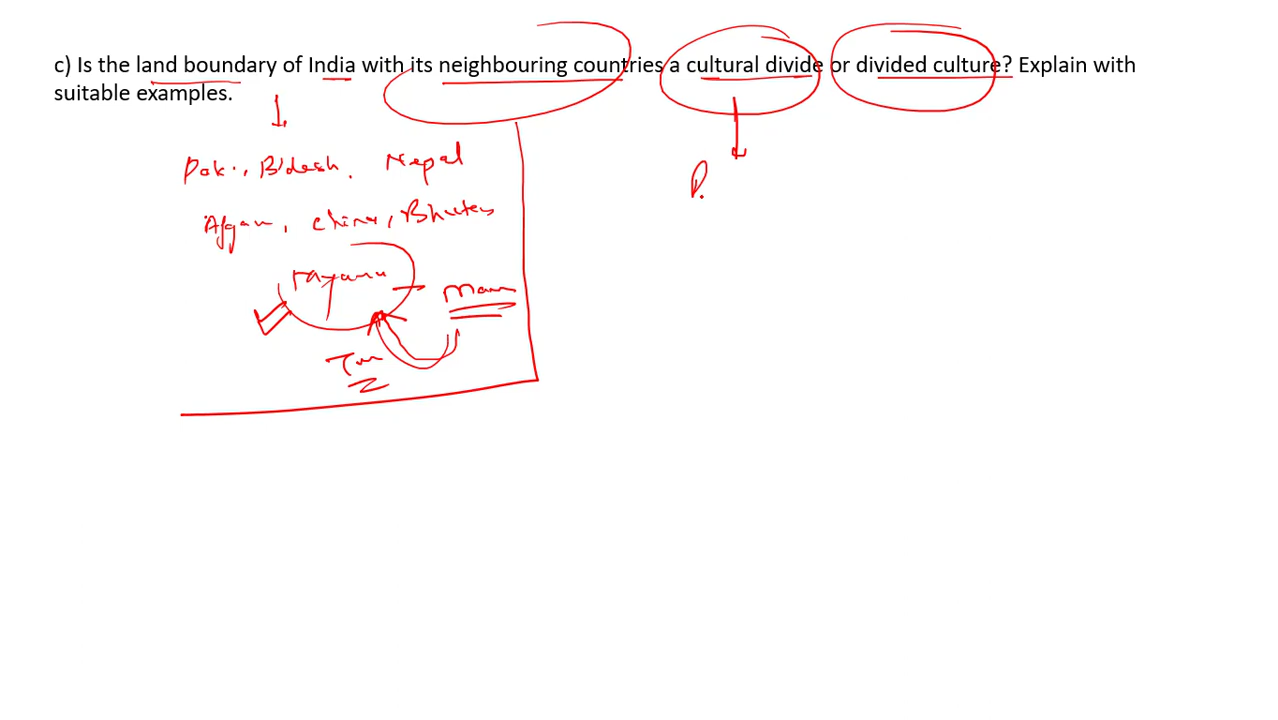 c) Is the land boundary of India with its neighbouring countries a cultural divide or divided culture? Explain with
suitable examples.
Pak., B'desh, Nepal
Afgan, China, Bhutan
P.